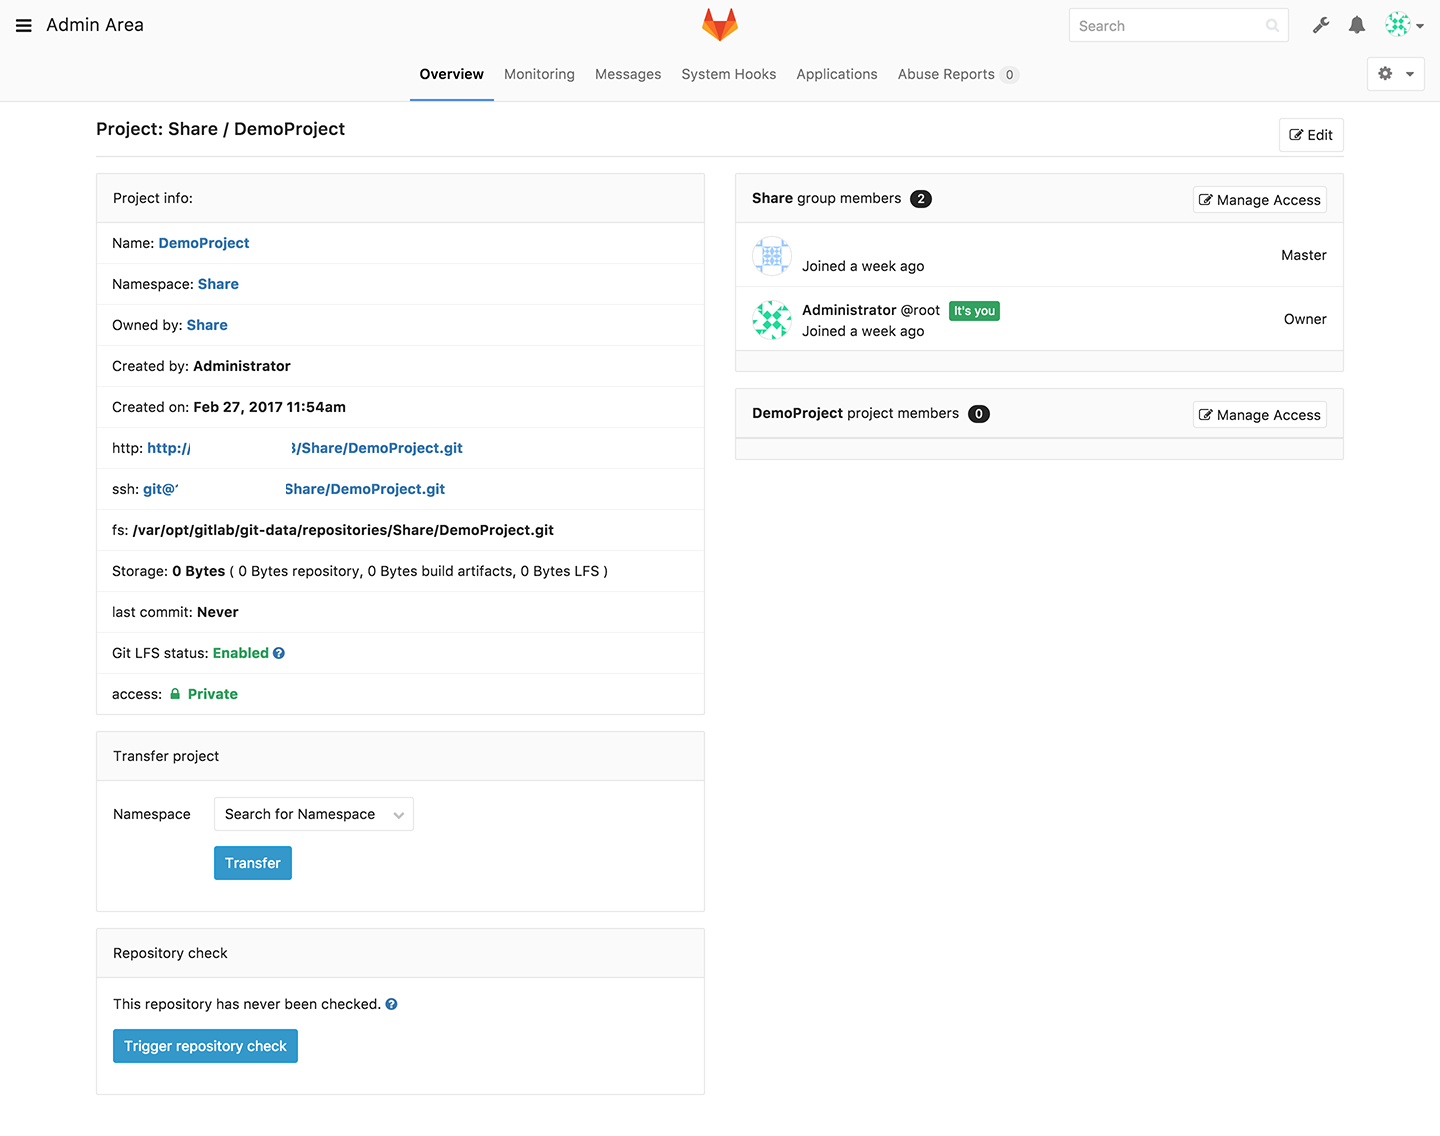 Admin Area
Search
Overview Monitoring Messages System Hooks Applications Abuse Reports 0
Project: Share / DemoProject
Edit
Project info:
Name: DemoProject
Namespace: Share
Owned by: Share
Created by: Administrator
Created on: Feb 27, 2017 11:54am
http: http:// /Share/DemoProject.git
ssh: git@ Share/DemoProject.git
fs: /var/opt/gitlab/git-data/repositories/Share/DemoProject.git
Storage: 0 Bytes ( 0 Bytes repository, 0 Bytes build artifacts, 0 Bytes LFS )
last commit: Never
Git LFS status: Enabled
access: Private
Transfer project
Namespace Search for Namespace
Transfer
Repository check
This repository has never been checked.
Trigger repository check
Share group members 2
Manage Access
Joined a week ago
Master
Administrator @root It's you
Joined a week ago
Owner
DemoProject project members 0
Manage Access